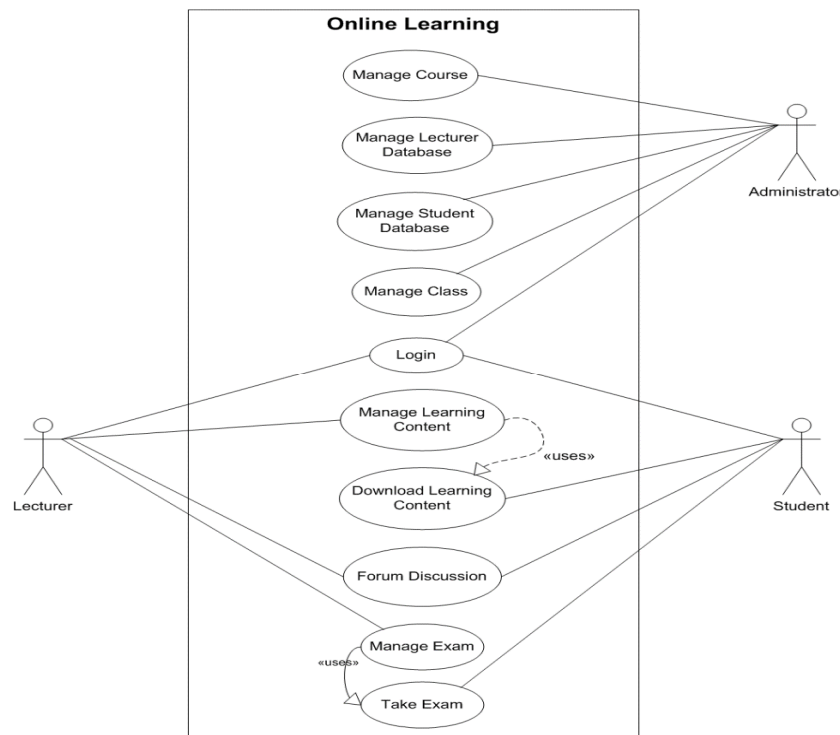 Online Learning
Manage Course
Manage Lecturer
Database
Administrator
Manage Student
Database
Manage Class
Login
Manage Learning
Content
«uses»
Download Learning
Content
Lecturer
Student
Forum Discussion
Manage Exam
«uses»
Take Exam